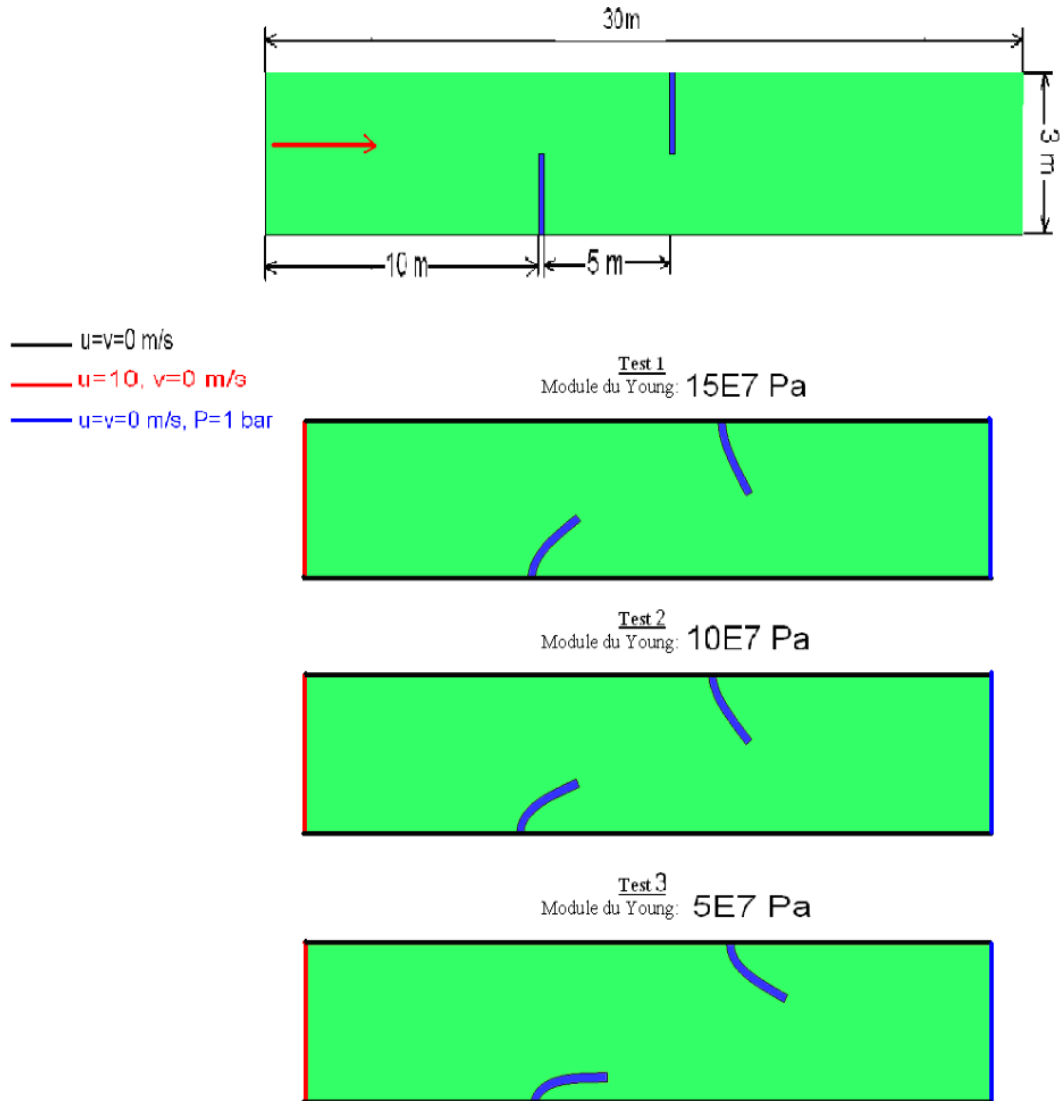 30m
3 m
10 m
5 m
u=v=0 m/s
u=10, v=0 m/s
u=v=0 m/s, P=1 bar
Test 1
Module du Young: 15E7 Pa
Test 2
Module du Young: 10E7 Pa
Test 3
Module du Young: 5E7 Pa